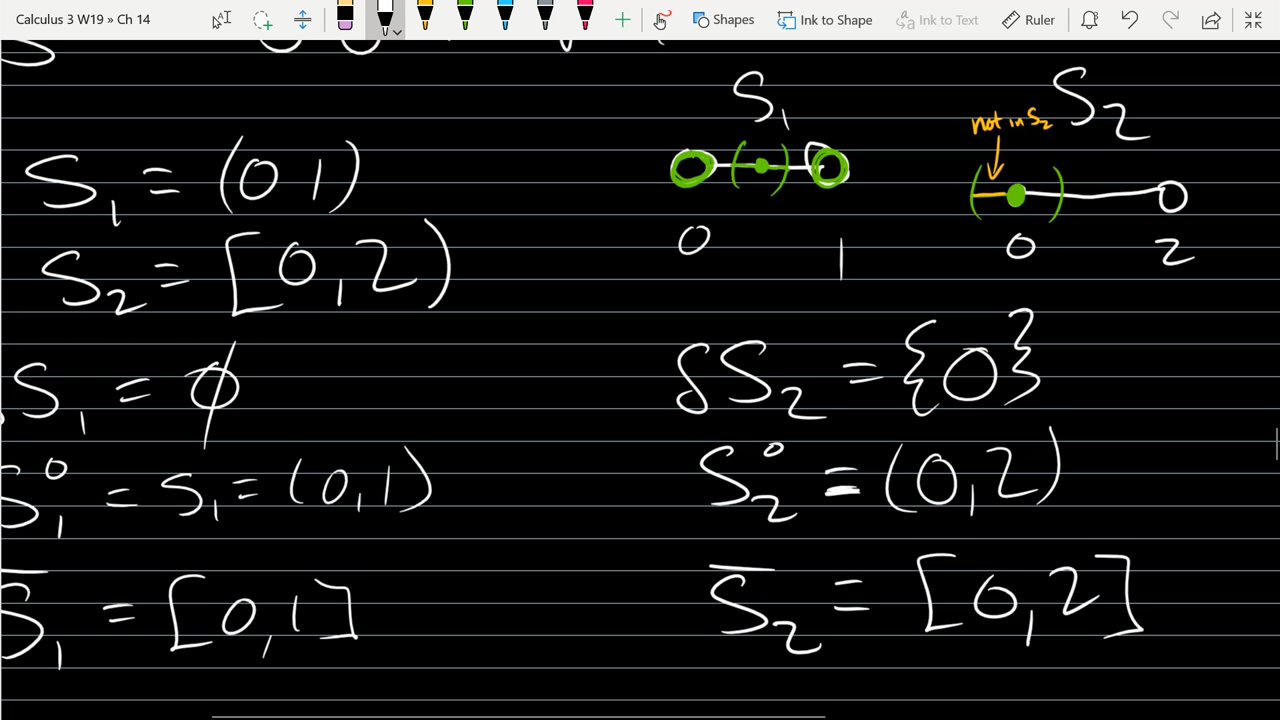 Calculus 3 W19 » Ch 14
Shapes
Ink to Shape
Ink to Text
Ruler
S₁ S₂
not in S₂
S₁ = (0 1)
0 1 0 2
S₂ = [0, 2)
S₁ = ∅ δS₂ = {0}
S₁⁰ = S₁ = (0, 1) S₂⁰ = (0, 2)
S̅₁ = [0, 1] S̅₂ = [0, 2]